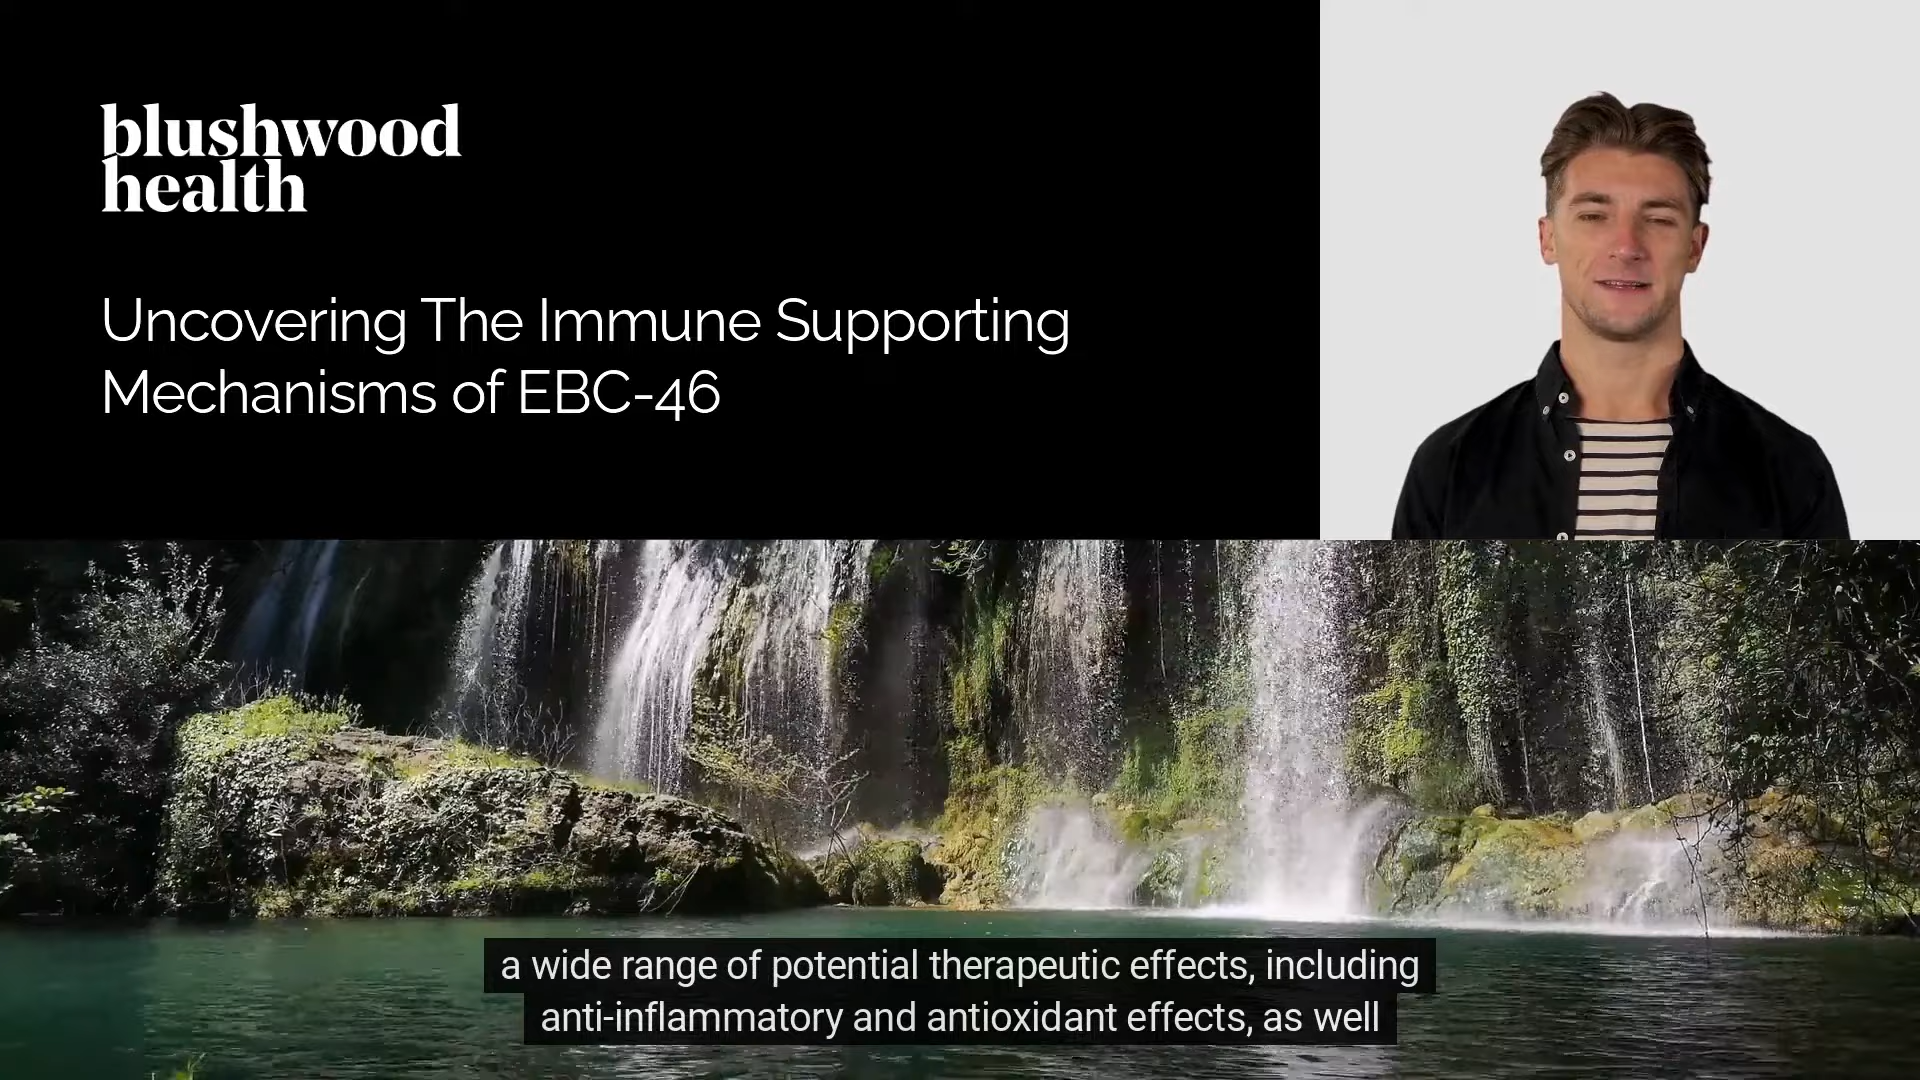 blushwood
health
Uncovering The Immune Supporting
Mechanisms of EBC-46
a wide range of potential therapeutic effects, including
anti-inflammatory and antioxidant effects, as well